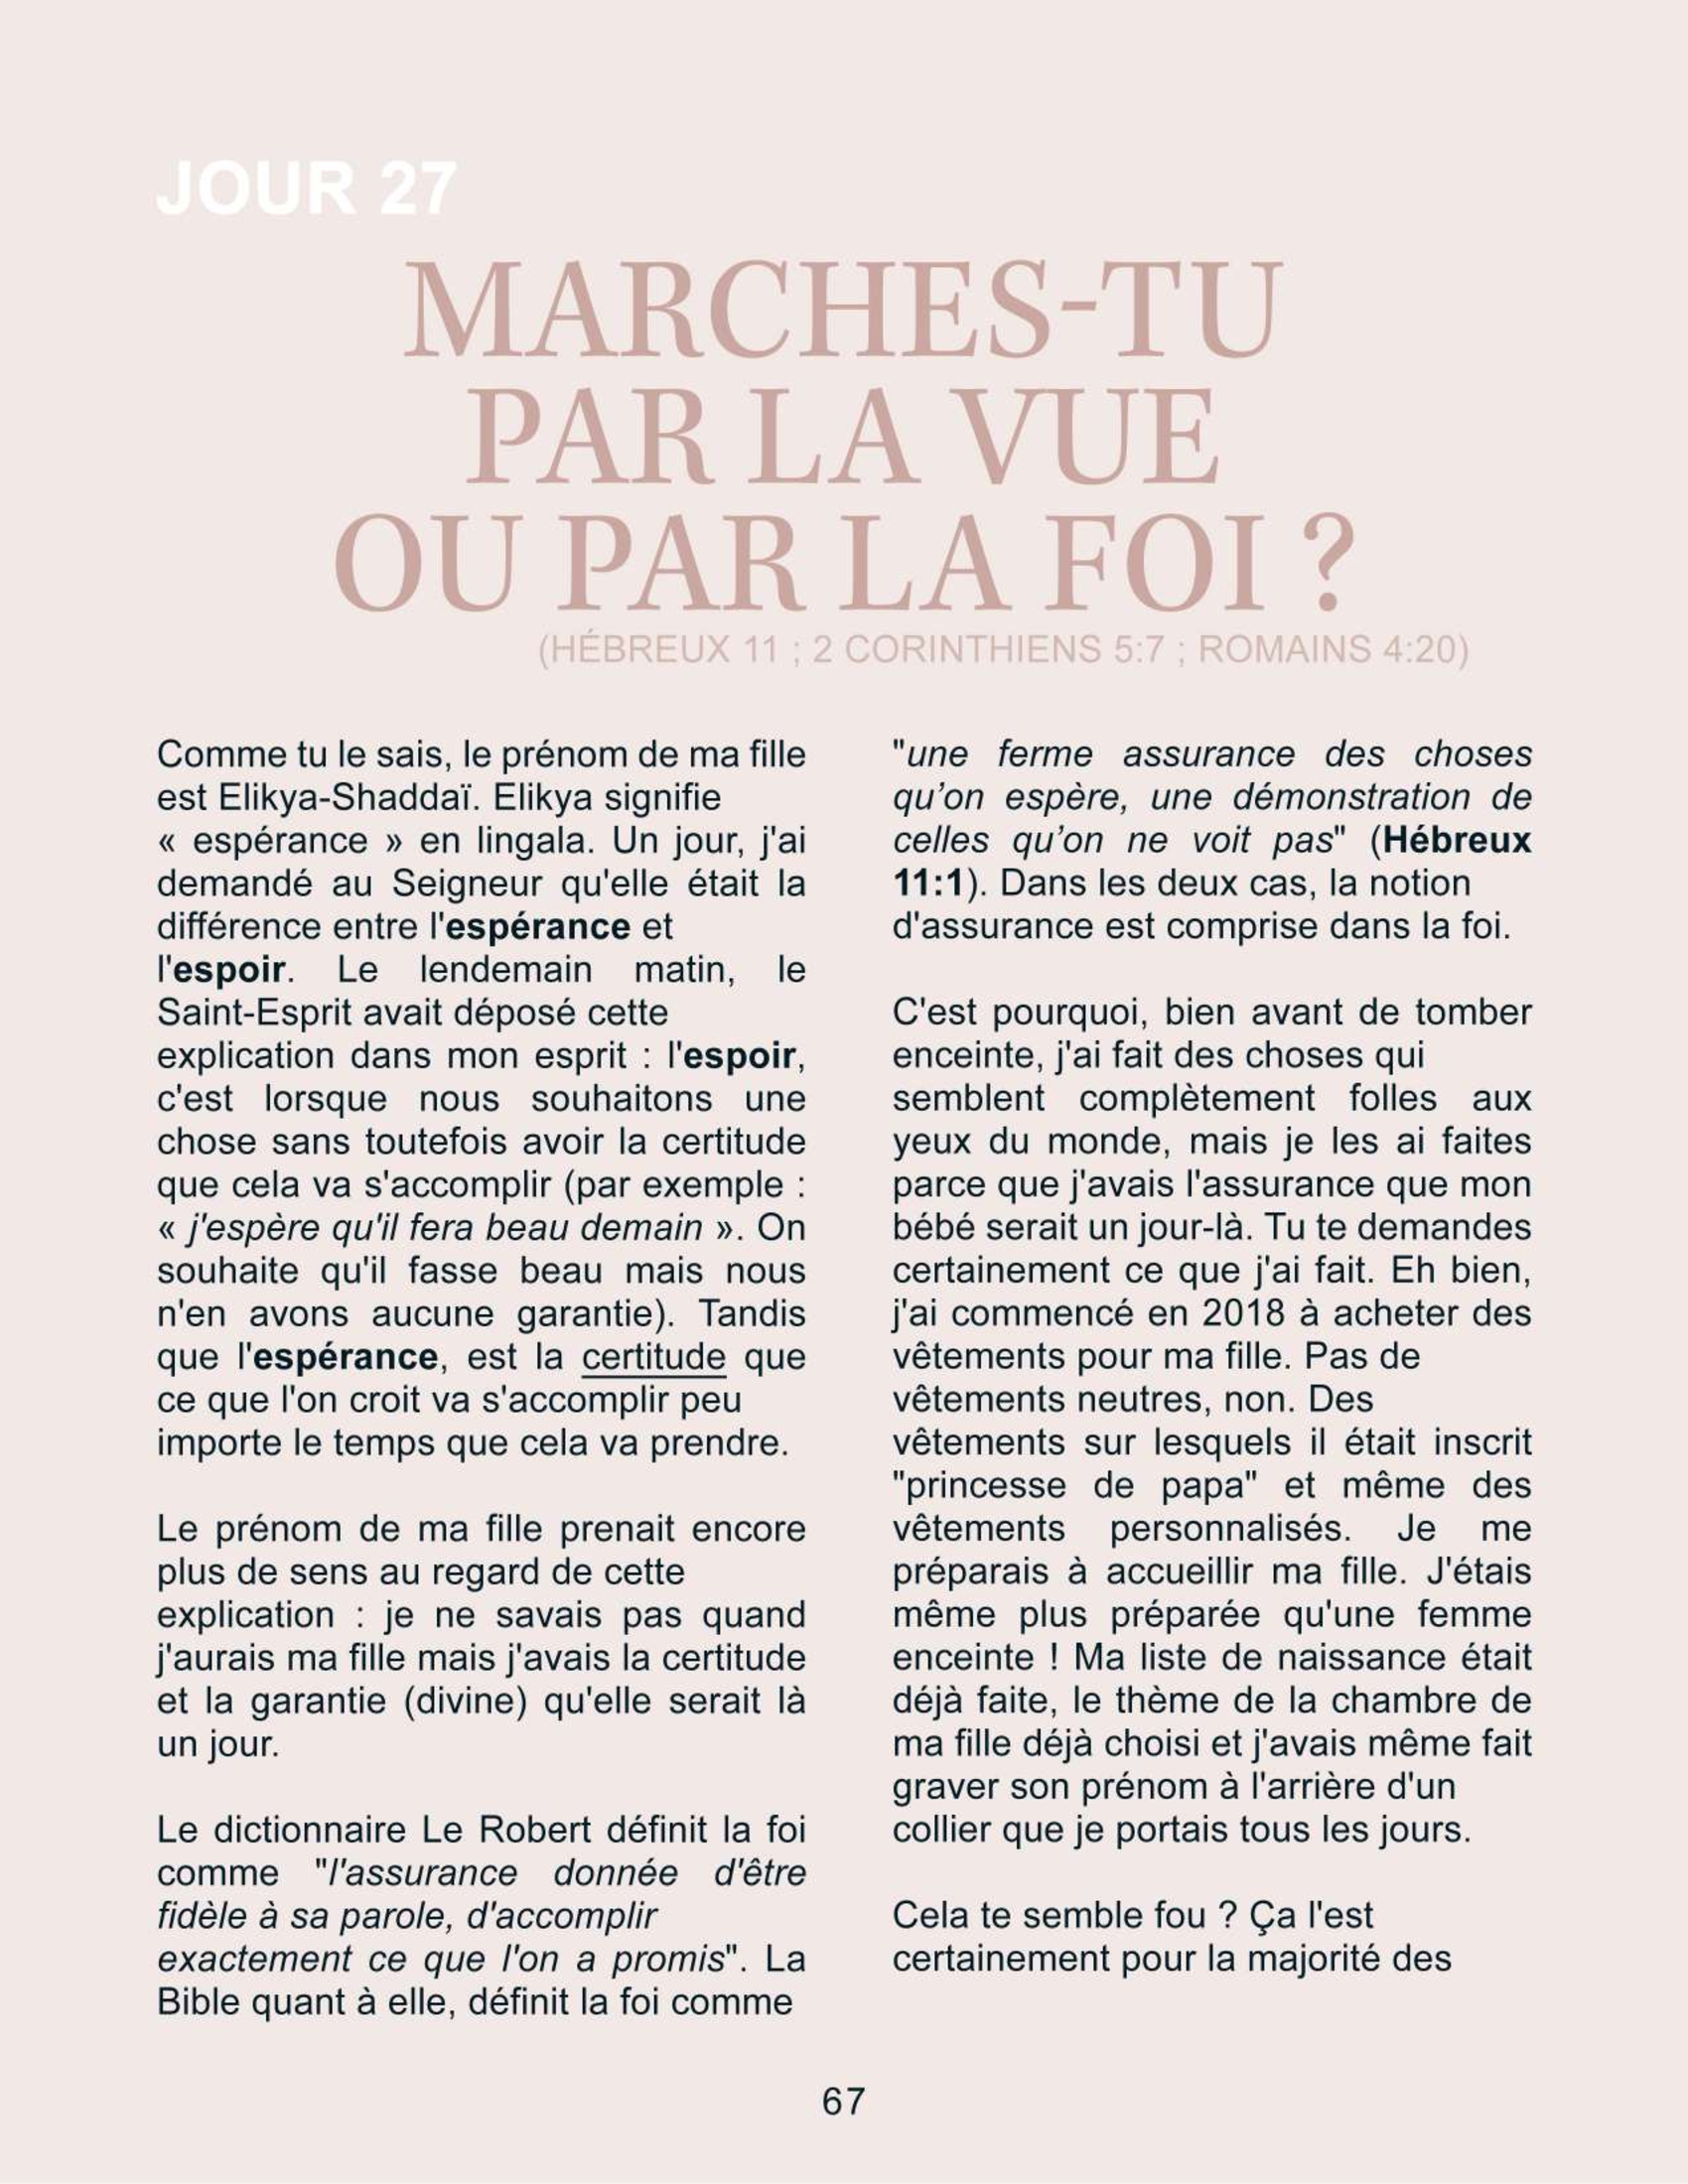 JOUR 27
MARCHES-TU
PAR LA VUE
OU PAR LA FOI ?
(HÉBREUX 11 ; 2 CORINTHIENS 5:7 ; ROMAINS 4:20)
Comme tu le sais, le prénom de ma fille
est Elikya-Shaddaï. Elikya signifie
« espérance » en lingala. Un jour, j'ai
demandé au Seigneur qu'elle était la
différence entre l'espérance et
l'espoir. Le lendemain matin, le
Saint-Esprit avait déposé cette
explication dans mon esprit : l'espoir,
c'est lorsque nous souhaitons une
chose sans toutefois avoir la certitude
que cela va s'accomplir (par exemple :
« j'espère qu'il fera beau demain ». On
souhaite qu'il fasse beau mais nous
n'en avons aucune garantie). Tandis
que l'espérance, est la certitude que
ce que l'on croit va s'accomplir peu
importe le temps que cela va prendre.
Le prénom de ma fille prenait encore
plus de sens au regard de cette
explication : je ne savais pas quand
j'aurais ma fille mais j'avais la certitude
et la garantie (divine) qu'elle serait là
un jour.
Le dictionnaire Le Robert définit la foi
comme "l'assurance donnée d'être
fidèle à sa parole, d'accomplir
exactement ce que l'on a promis". La
Bible quant à elle, définit la foi comme
"une ferme assurance des choses
qu’on espère, une démonstration de
celles qu’on ne voit pas" (Hébreux
11:1). Dans les deux cas, la notion
d'assurance est comprise dans la foi.
C'est pourquoi, bien avant de tomber
enceinte, j'ai fait des choses qui
semblent complètement folles aux
yeux du monde, mais je les ai faites
parce que j'avais l'assurance que mon
bébé serait un jour-là. Tu te demandes
certainement ce que j'ai fait. Eh bien,
j'ai commencé en 2018 à acheter des
vêtements pour ma fille. Pas de
vêtements neutres, non. Des
vêtements sur lesquels il était inscrit
"princesse de papa" et même des
vêtements personnalisés. Je me
préparais à accueillir ma fille. J'étais
même plus préparée qu'une femme
enceinte ! Ma liste de naissance était
déjà faite, le thème de la chambre de
ma fille déjà choisi et j'avais même fait
graver son prénom à l'arrière d'un
collier que je portais tous les jours.
Cela te semble fou ? Ça l'est
certainement pour la majorité des
67